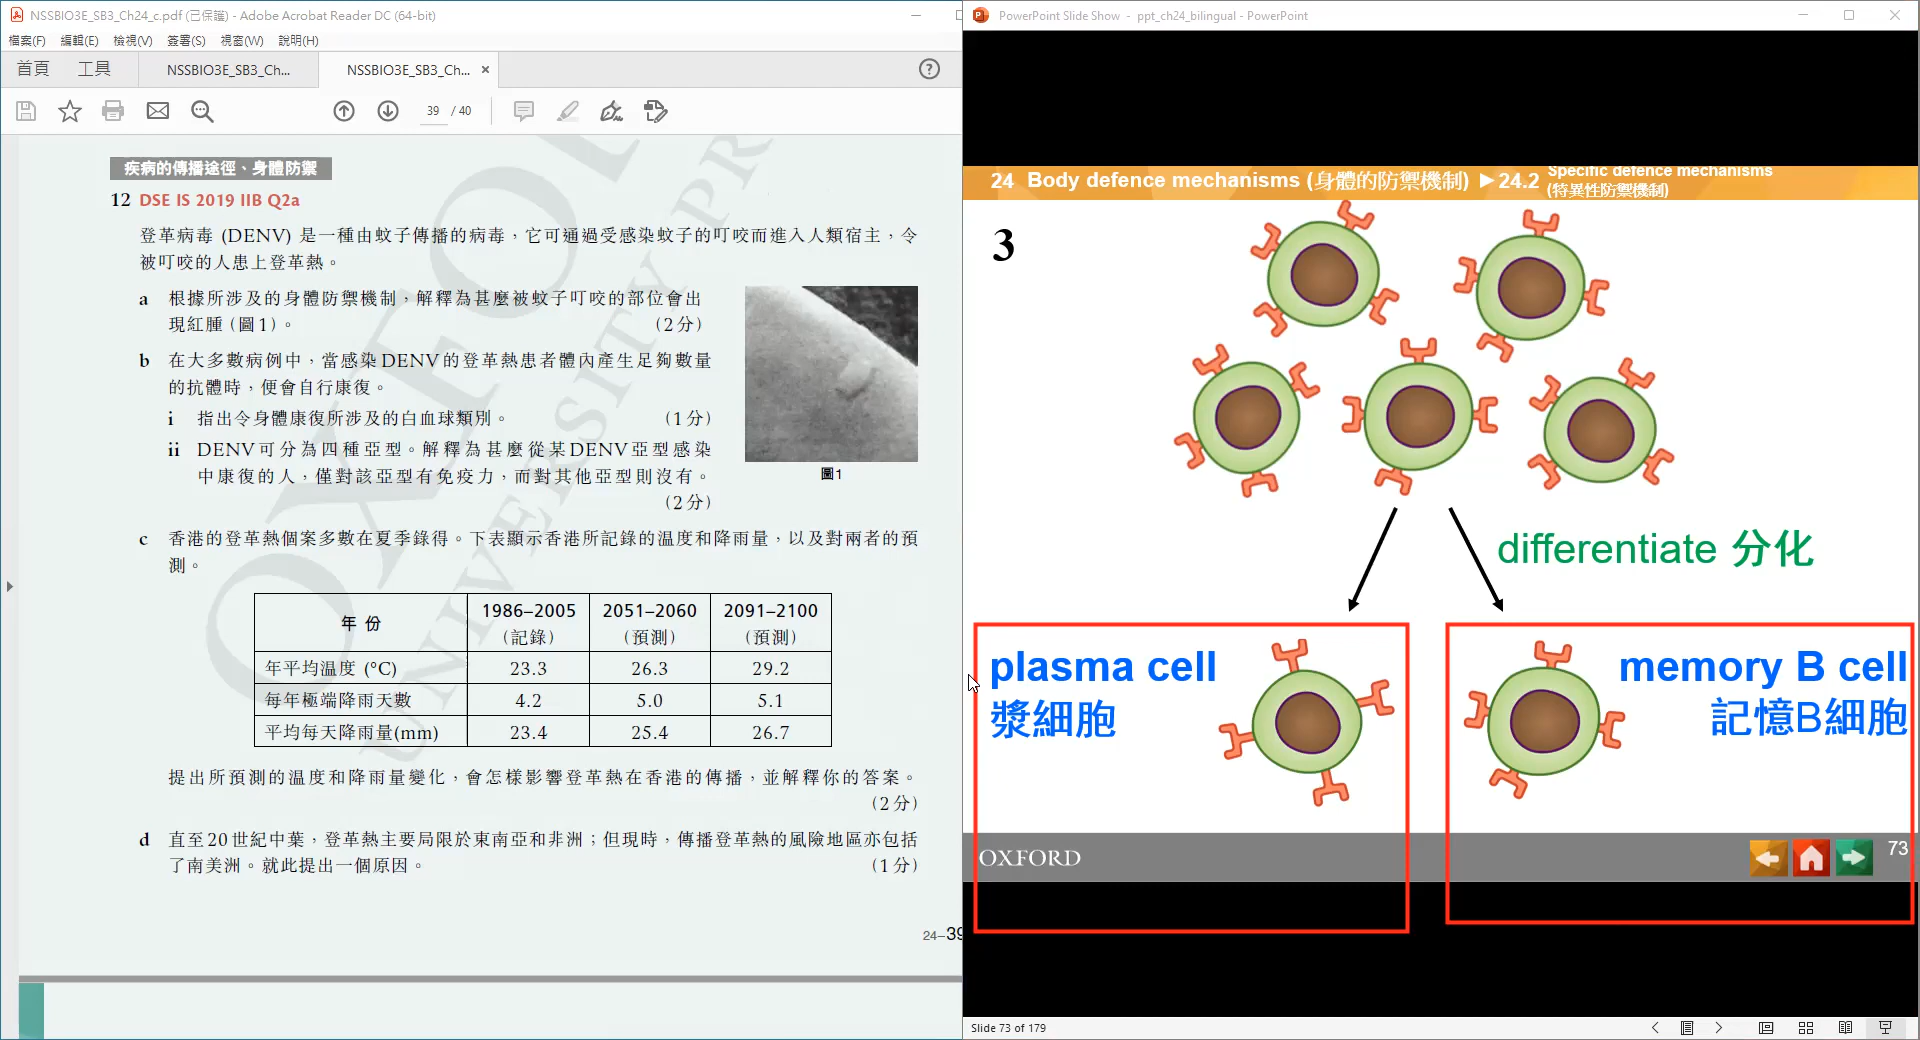 NSSBIO3E_SB3_Ch24_c.pdf (已保護) - Adobe Acrobat Reader DC (64-bit)
檔案(F) 編輯(E) 檢視(V) 簽署(S) 視窗(W) 說明(H)
首頁 工具 NSSBIO3E_SB3_Ch... NSSBIO3E_SB3_Ch... ×
39 / 40
疾病的傳播途徑、身體防禦
12 DSE IS 2019 IIB Q2a
登革病毒 (DENV) 是一種由蚊子傳播的病毒，它可通過受感染蚊子的叮咬而進入人類宿主，令
被叮咬的人患上登革熱。
a 根據所涉及的身體防禦機制，解釋為甚麼被蚊子叮咬的部位會出
現紅腫（圖1）。 （2分）
b 在大多數病例中，當感染DENV的登革熱患者體內產生足夠數量
的抗體時，便會自行康復。
i 指出令身體康復所涉及的白血球類別。 （1分）
ii DENV可分為四種亞型。解釋為甚麼從某DENV亞型感染
中康復的人，僅對該亞型有免疫力，而對其他亞型則沒有。
（2分）
圖1
c 香港的登革熱個案多數在夏季錄得。下表顯示香港所記錄的温度和降雨量，以及對兩者的預
測。
年 份 1986–2005 2051–2060 2091–2100
（記錄） （預測） （預測）
年平均温度 (°C) 23.3 26.3 29.2
每年極端降雨天數 4.2 5.0 5.1
平均每天降雨量(mm) 23.4 25.4 26.7
提出所預測的温度和降雨量變化，會怎樣影響登革熱在香港的傳播，並解釋你的答案。
（2分）
d 直至20世紀中葉，登革熱主要局限於東南亞和非洲；但現時，傳播登革熱的風險地區亦包括
了南美洲。就此提出一個原因。 （1分）
24–39
OXFORD
UNIVERSITY PR
PowerPoint Slide Show - ppt_ch24_bilingual - PowerPoint
24 Body defence mechanisms (身體的防禦機制) ►24.2 Specific defence mechanisms
(特異性防禦機制)
3
differentiate 分化
plasma cell
漿細胞
memory B cell
記憶B細胞
OXFORD
73
Slide 73 of 179